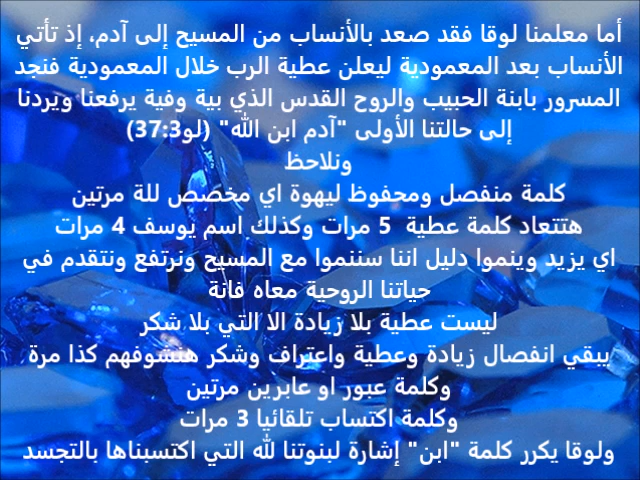 أما معلمنا لوقا فقد صعد بالأنساب من المسيح إلى آدم، إذ تأتي
الأنساب بعد المعمودية ليعلن عطية الرب خلال المعمودية فنجد
المسرور بابنة الحبيب والروح القدس الذي بية وفية يرفعنا ويردنا
إلى حالتنا الأولى "آدم ابن الله" (لو37:3)
ونلاحظ
كلمة منفصل ومحفوظ ليهوة اي مخصص للة مرتين
هتتعاد كلمة عطية 5 مرات وكذلك اسم يوسف 4 مرات
اي يزيد وينموا دليل اننا سننموا مع المسيح ونرتفع ونتقدم في
حياتنا الروحية معاه فانة
ليست عطية بلا زيادة الا التي بلا شكر
يبقي انفصال زيادة وعطية واعتراف وشكر هنشوفهم كذا مرة
وكلمة عبور او عابرين مرتين
وكلمة اكتساب تلقائيا 3 مرات
ولوقا يكرر كلمة "ابن" إشارة لبنوتنا لله التي اكتسبناها بالتجسد